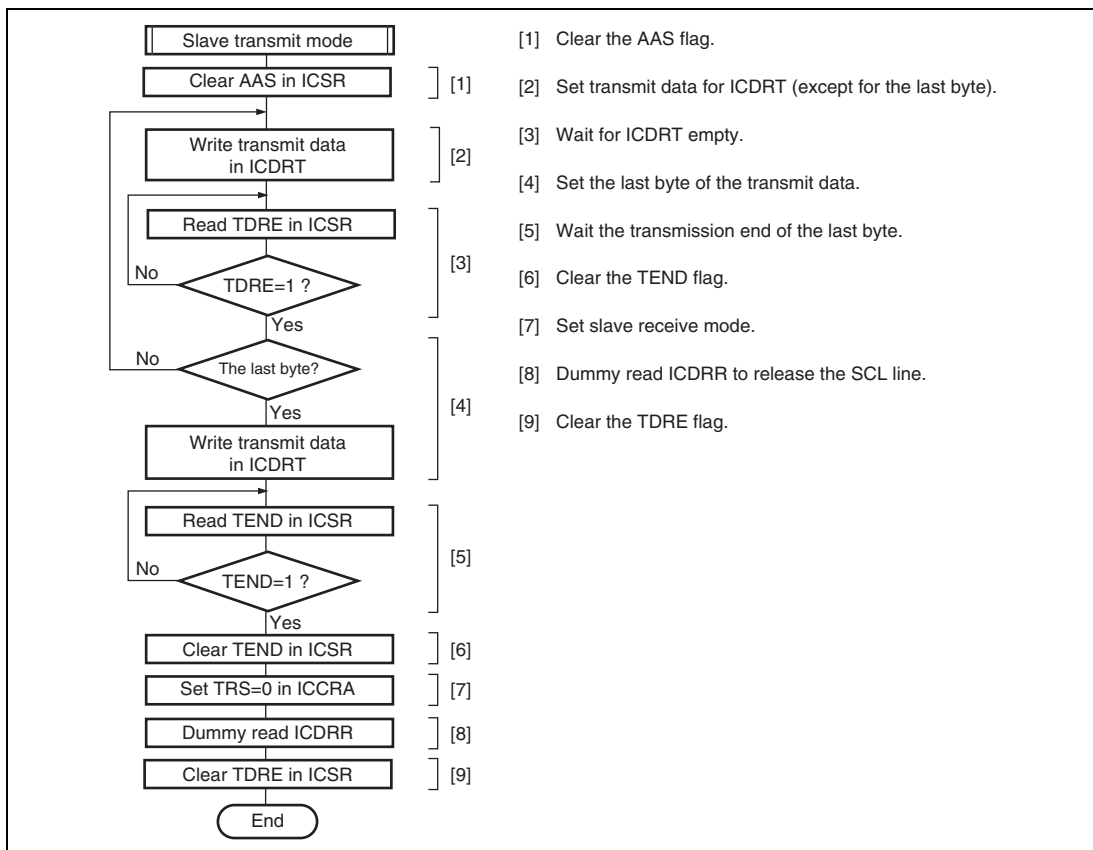 Slave transmit mode
Clear AAS in ICSR
[1]
Write transmit data
in ICDRT
[2]
Read TDRE in ICSR
No
TDRE=1 ?
[3]
Yes
No
The last byte?
[4]
Yes
Write transmit data
in ICDRT
Read TEND in ICSR
No
TEND=1 ?
[5]
Yes
Clear TEND in ICSR
[6]
Set TRS=0 in ICCRA
[7]
Dummy read ICDRR
[8]
Clear TDRE in ICSR
[9]
End
[1] Clear the AAS flag.
[2] Set transmit data for ICDRT (except for the last byte).
[3] Wait for ICDRT empty.
[4] Set the last byte of the transmit data.
[5] Wait the transmission end of the last byte.
[6] Clear the TEND flag.
[7] Set slave receive mode.
[8] Dummy read ICDRR to release the SCL line.
[9] Clear the TDRE flag.